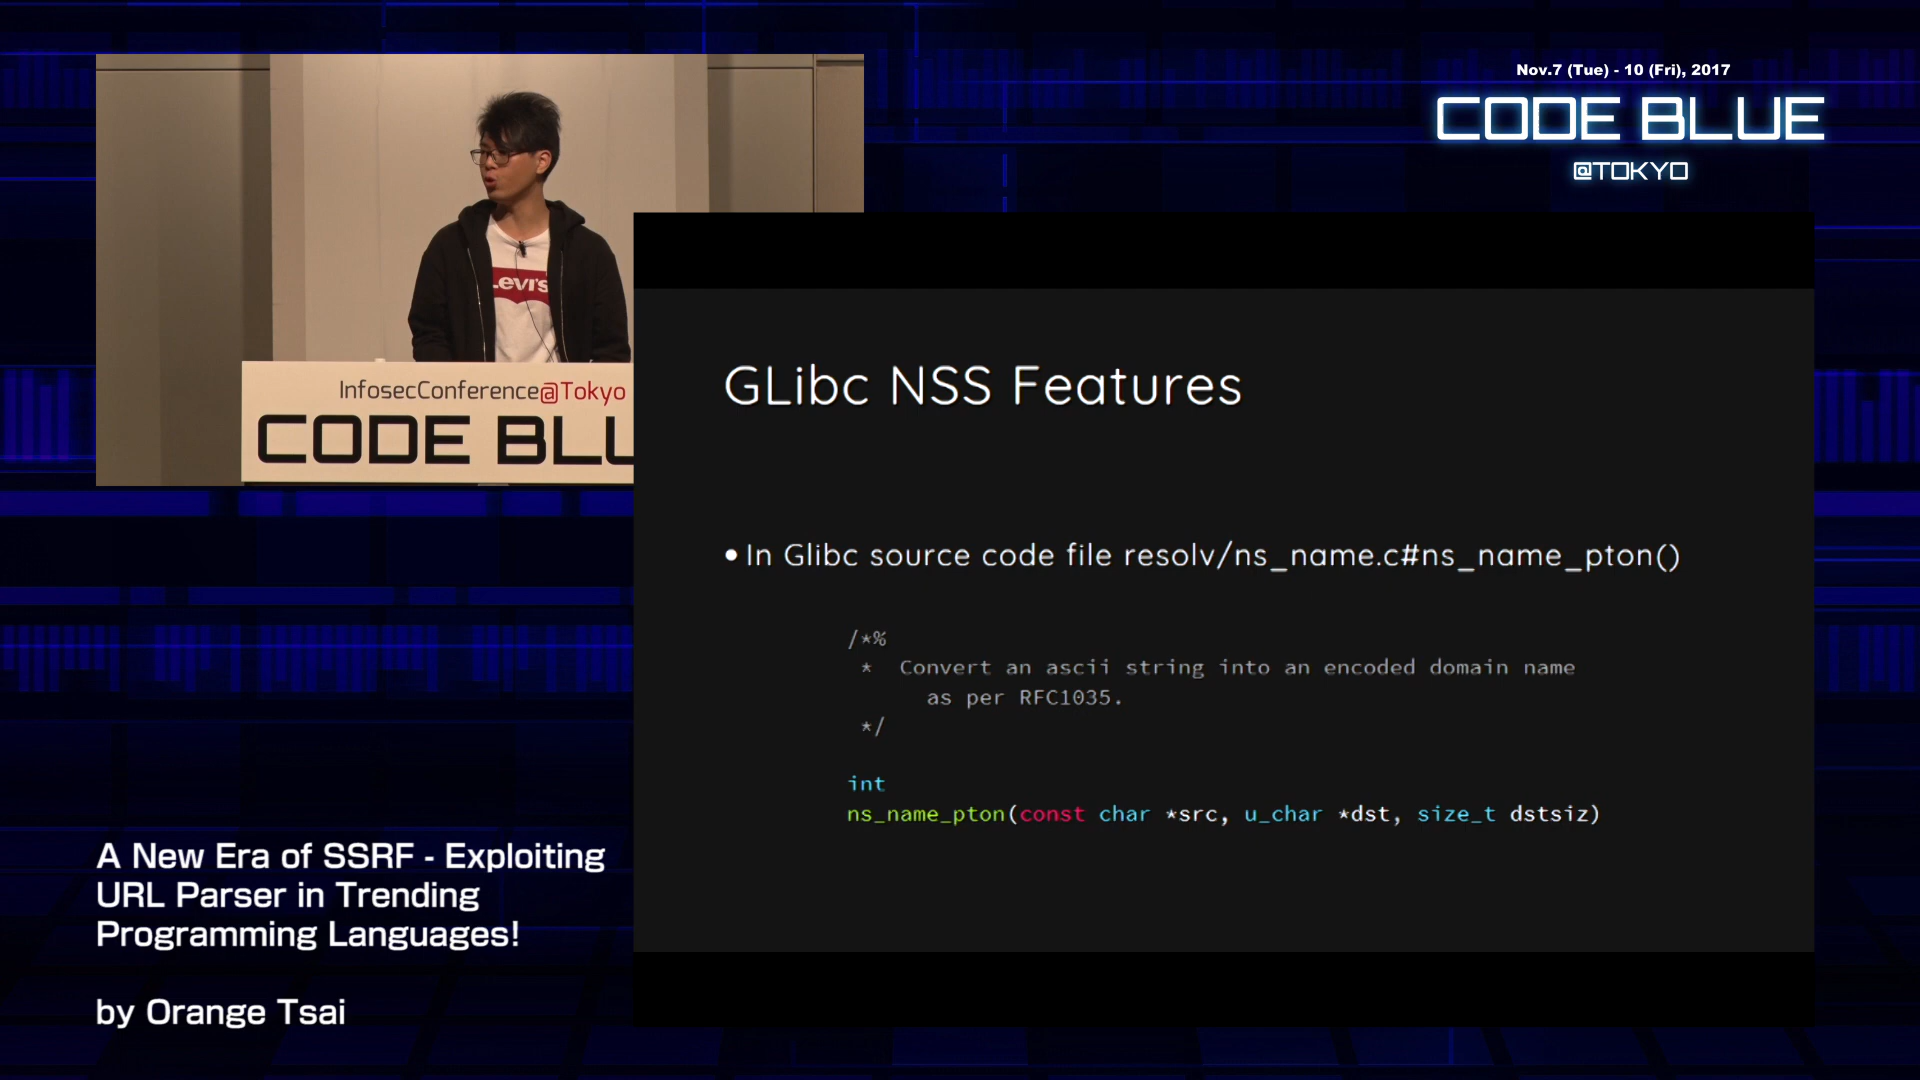 Nov.7 (Tue) - 10 (Fri), 2017
CODE BLUE
@TOKYO
Levi's
InfosecConference@Tokyo
CODE BLU
GLibc NSS Features
• In Glibc source code file resolv/ns_name.c#ns_name_pton()
/*%
* Convert an ascii string into an encoded domain name
as per RFC1035.
*/
int
ns_name_pton(const char *src, u_char *dst, size_t dstsiz)
A New Era of SSRF - Exploiting
URL Parser in Trending
Programming Languages!
by Orange Tsai